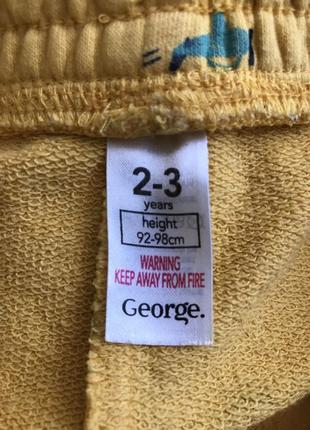 2-3
years
height
92-98cm
WARNING
KEEP AWAY FROM FIRE
George.